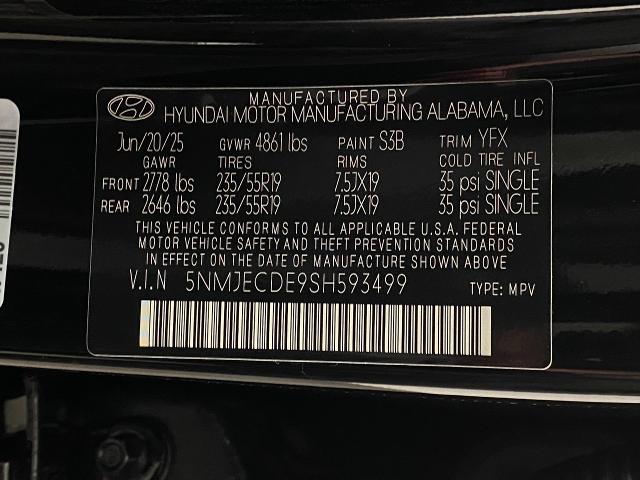 MANUFACTURED BY
HYUNDAI MOTOR MANUFACTURING ALABAMA, LLC
Jun/20/25 GVWR 4861 lbs PAINT S3B TRIM YFX
GAWR TIRES RIMS COLD TIRE INFL
FRONT 2778 lbs 235/55R19 7.5JX19 35 psi SINGLE
REAR 2646 lbs 235/55R19 7.5JX19 35 psi SINGLE
THIS VEHICLE CONFORMS TO ALL APPLICABLE U.S.A. FEDERAL
MOTOR VEHICLE SAFETY AND THEFT PREVENTION STANDARDS
IN EFFECT ON THE DATE OF MANUFACTURE SHOWN ABOVE
V.I.N 5NMJECDE9SH593499 TYPE: MPV